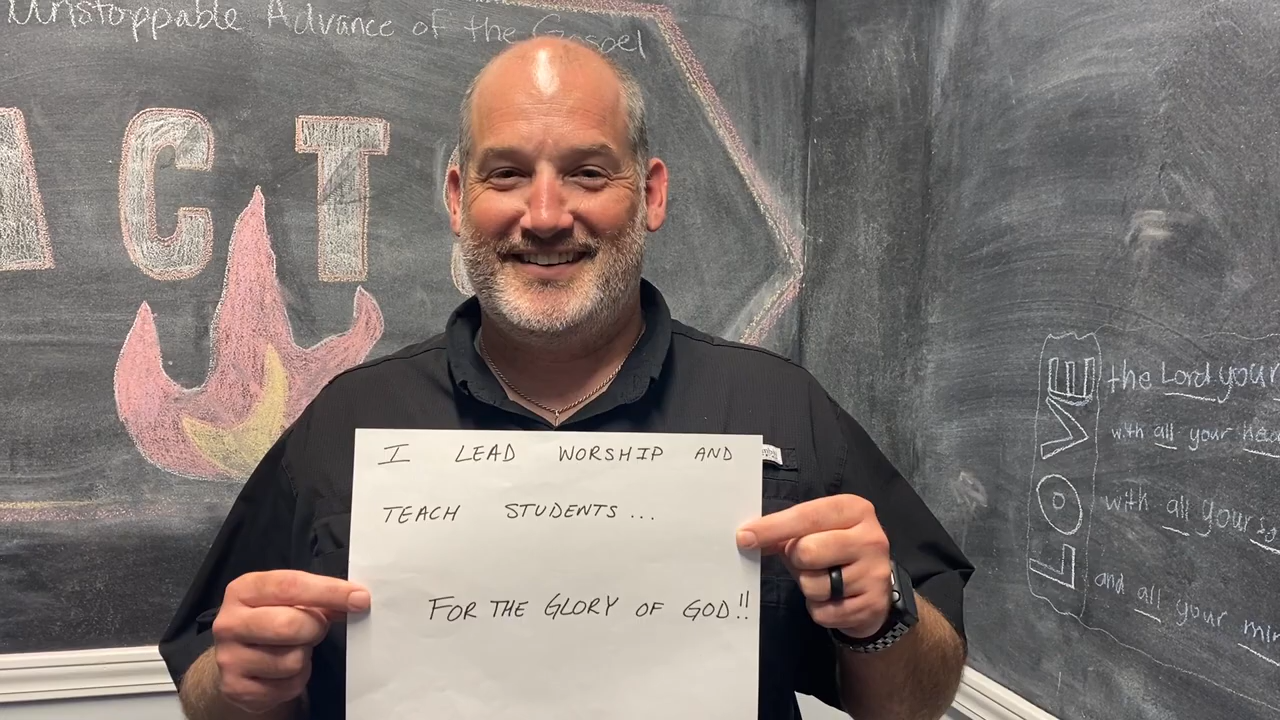 Unstoppable Advance of the Gospel
ACT
I LEAD WORSHIP AND
TEACH STUDENTS...
FOR THE GLORY OF GOD!!
LOVE
the Lord your
with all your
with all your
and all your